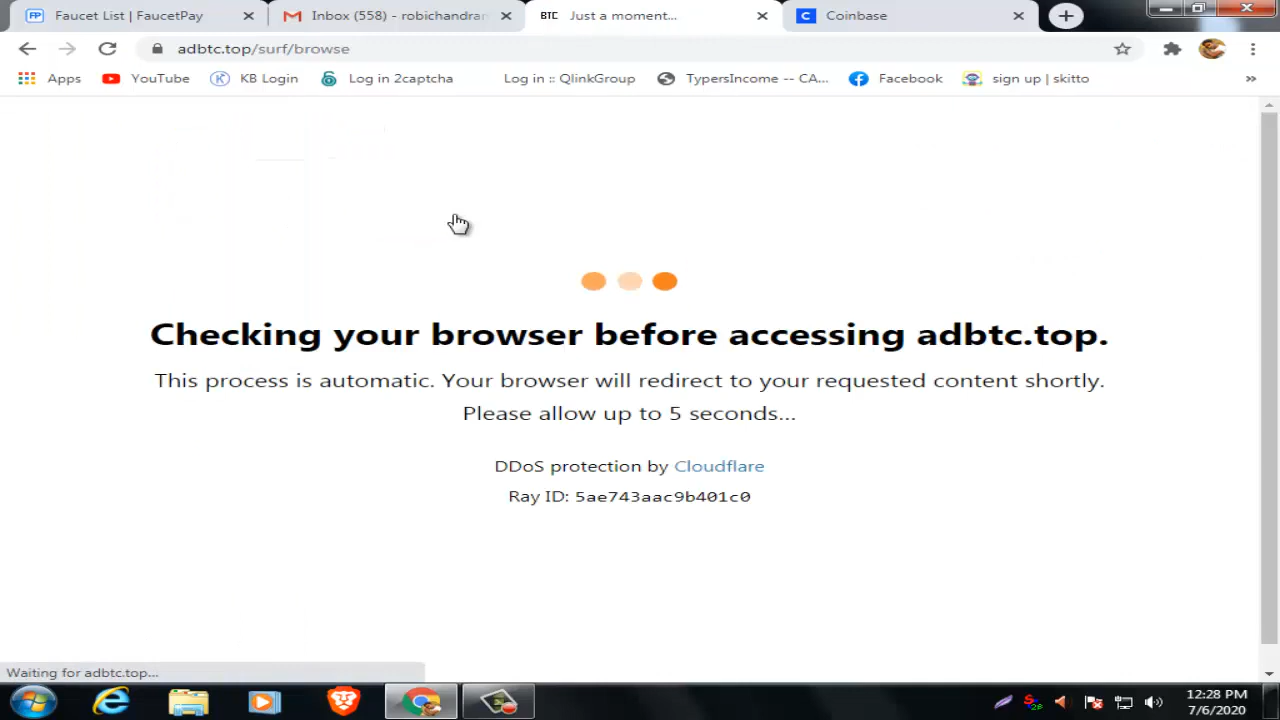 FP Faucet List | FaucetPay
Inbox (558) - robichandra
BTC Just a moment...
Coinbase
adbtc.top/surf/browse
Apps YouTube KB Login Log in 2captcha Log in :: QlinkGroup TypersIncome -- CA... Facebook sign up | skitto »
Checking your browser before accessing adbtc.top.
This process is automatic. Your browser will redirect to your requested content shortly.
Please allow up to 5 seconds...
DDoS protection by Cloudflare
Ray ID: 5ae743aac9b401c0
Waiting for adbtc.top...
12:28 PM
7/6/2020